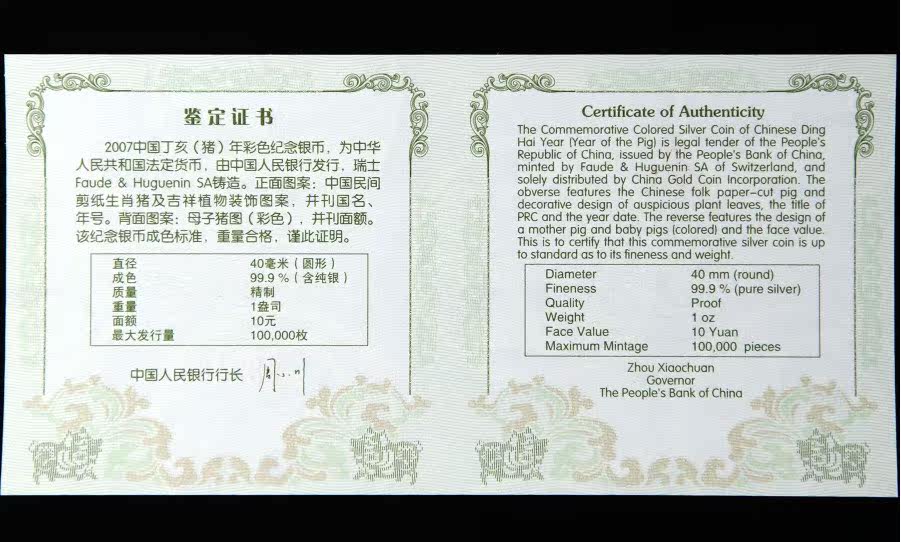 鉴定证书
2007中国丁亥（猪）年彩色纪念银币，为中华
人民共和国法定货币，由中国人民银行发行，瑞士
Faude & Huguenin SA铸造。正面图案：中国民间
剪纸生肖猪及吉祥植物装饰图案，并刊国名、
年号。背面图案：母子猪图（彩色），并刊面额。
该纪念银币成色标准，重量合格，谨此证明。
直径 40毫米（圆形）
成色 99.9%（含纯银）
质量 精制
重量 1盎司
面额 10元
最大发行量 100,000枚
中国人民银行行长
Certificate of Authenticity
The Commemorative Colored Silver Coin of Chinese Ding
Hai Year (Year of the Pig) is legal tender of the People's
Republic of China, issued by the People's Bank of China,
minted by Faude & Huguenin SA of Switzerland, and
solely distributed by China Gold Coin Incorporation. The
obverse features the Chinese folk paper-cut pig and
decorative design of auspicious plant leaves, the title of
PRC and the year date. The reverse features the design of
a mother pig and baby pigs (colored) and the face value.
This is to certify that this commemorative silver coin is up
to standard as to its fineness and weight.
Diameter 40 mm (round)
Fineness 99.9 % (pure silver)
Quality Proof
Weight 1 oz
Face Value 10 Yuan
Maximum Mintage 100,000 pieces
Zhou Xiaochuan
Governor
The People's Bank of China